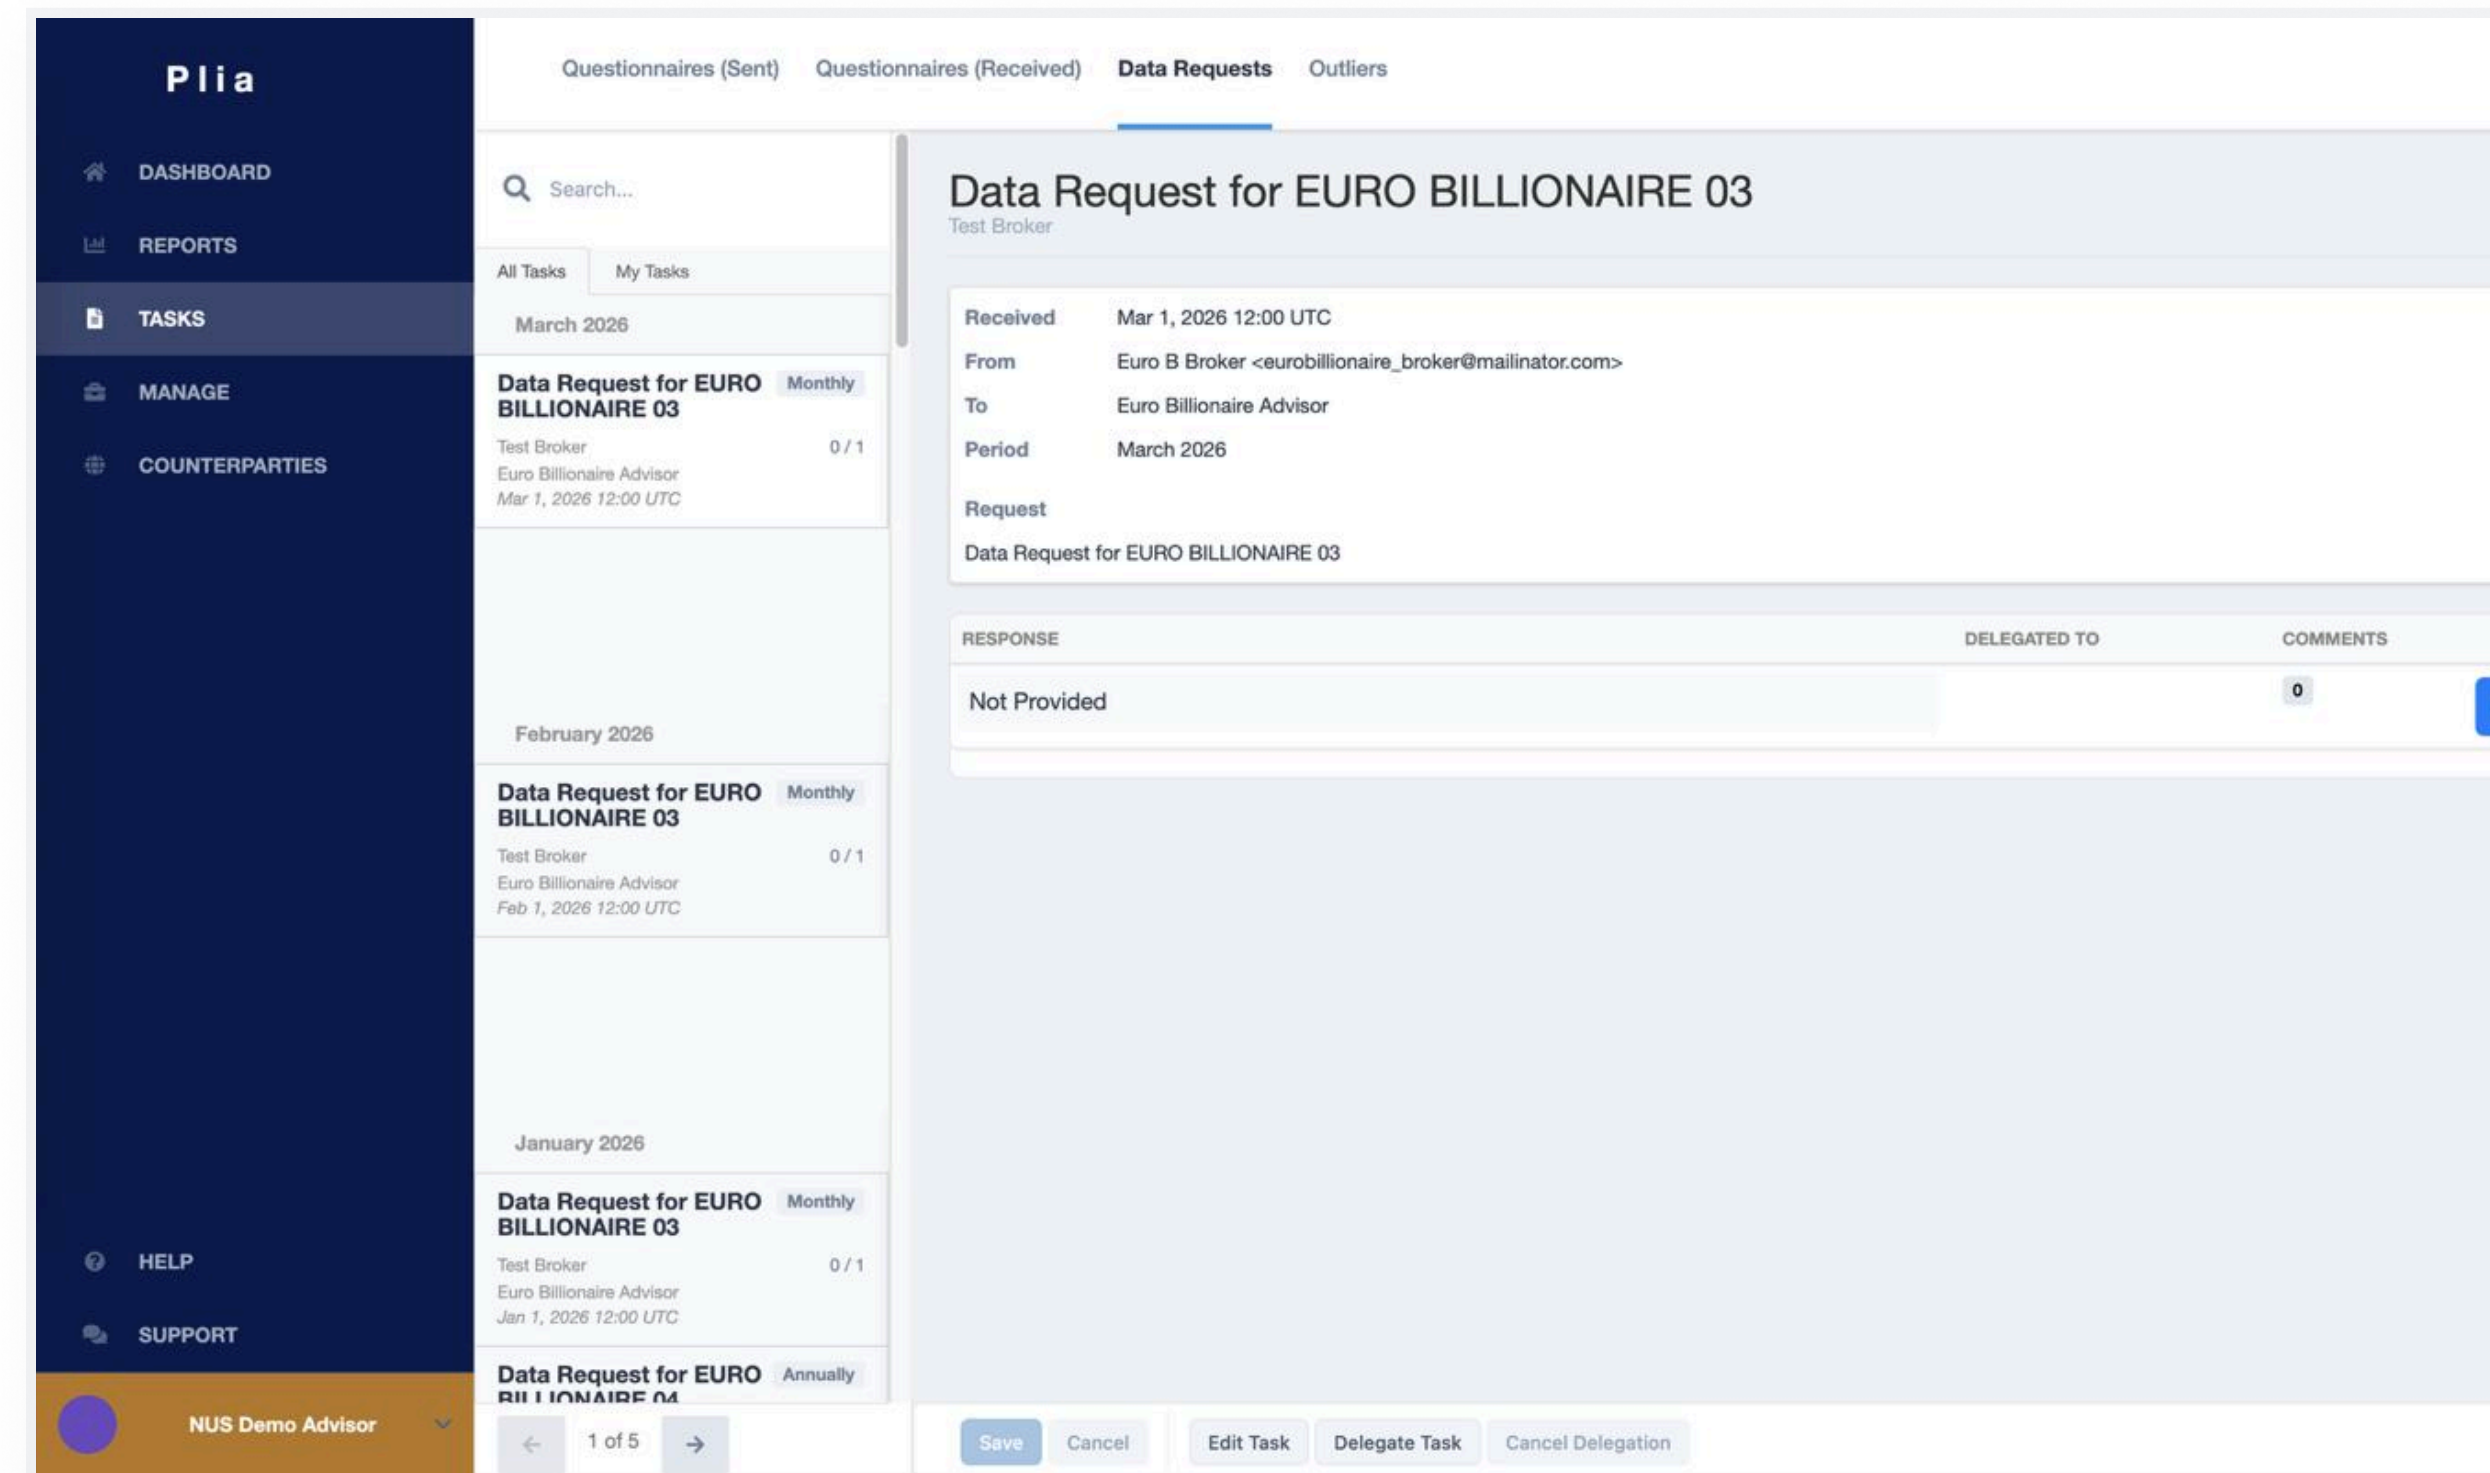 Plia
DASHBOARD
REPORTS
TASKS
MANAGE
COUNTERPARTIES
HELP
SUPPORT
NUS Demo Advisor
Questionnaires (Sent) Questionnaires (Received) Data Requests Outliers
Search...
All Tasks My Tasks
March 2026
Data Request for EURO Monthly
BILLIONAIRE 03
Test Broker 0 / 1
Euro Billionaire Advisor
Mar 1, 2026 12:00 UTC
February 2026
Data Request for EURO Monthly
BILLIONAIRE 03
Test Broker 0 / 1
Euro Billionaire Advisor
Feb 1, 2026 12:00 UTC
January 2026
Data Request for EURO Monthly
BILLIONAIRE 03
Test Broker 0 / 1
Euro Billionaire Advisor
Jan 1, 2026 12:00 UTC
Data Request for EURO Annually
BILLIONAIRE 04
1 of 5
Data Request for EURO BILLIONAIRE 03
Test Broker
Received Mar 1, 2026 12:00 UTC
From Euro B Broker <eurobillionaire_broker@mailinator.com>
To Euro Billionaire Advisor
Period March 2026
Request
Data Request for EURO BILLIONAIRE 03
RESPONSE DELEGATED TO COMMENTS
Not Provided 0
Save Cancel Edit Task Delegate Task Cancel Delegation